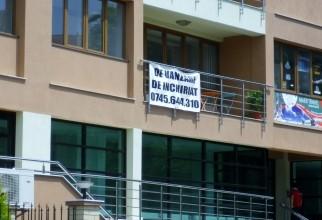 DE VANZARE
DE INCHIRIAT
0745.644.310